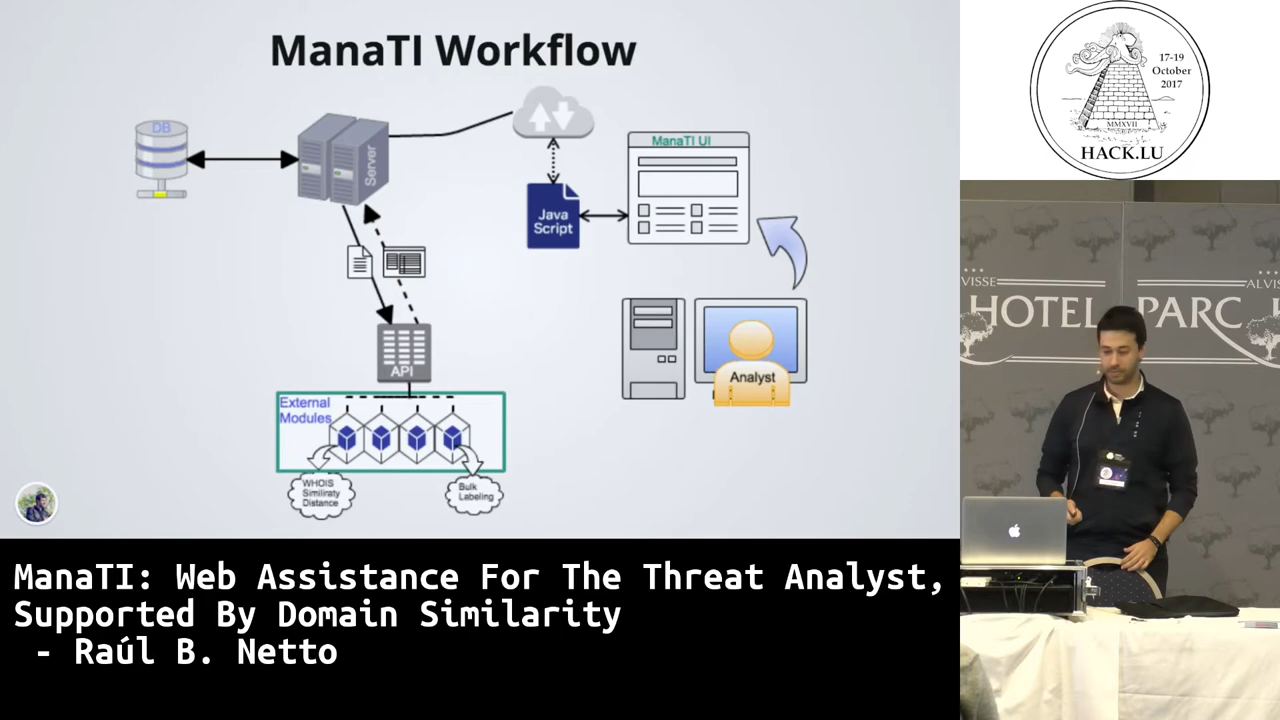 ManaTI Workflow
DB
Server
ManaTI UI
Java
Script
API
External
Modules
WHOIS
Similiraty
Distance
Bulk
Labeling
Analyst
17-19
October
2017
MMXVII
HACK.LU
ALVISSE
HOTEL PARC
ManaTI: Web Assistance For The Threat Analyst,
Supported By Domain Similarity
- Raúl B. Netto